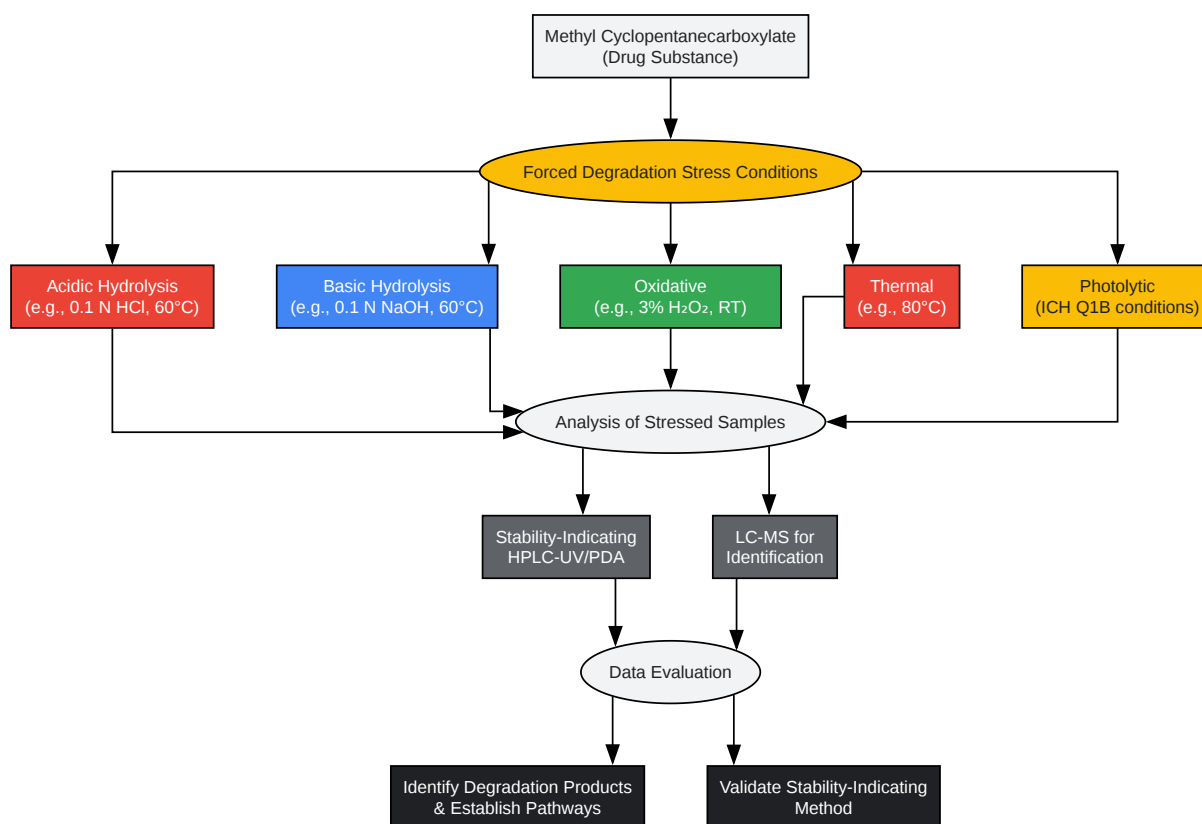 Methyl Cyclopentanecarboxylate
(Drug Substance)
Forced Degradation Stress Conditions
Acidic Hydrolysis
(e.g., 0.1 N HCl, 60°C)
Basic Hydrolysis
(e.g., 0.1 N NaOH, 60°C)
Oxidative
(e.g., 3% H₂O₂, RT)
Thermal
(e.g., 80°C)
Photolytic
(ICH Q1B conditions)
Analysis of Stressed Samples
Stability-Indicating
HPLC-UV/PDA
LC-MS for
Identification
Data Evaluation
Identify Degradation Products
& Establish Pathways
Validate Stability-Indicating
Method